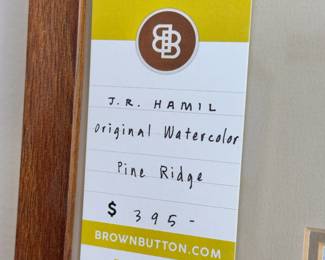 J.R. HAMIL
original Watercolor
Pine Ridge
$ 395-
BROWNBUTTON.COM